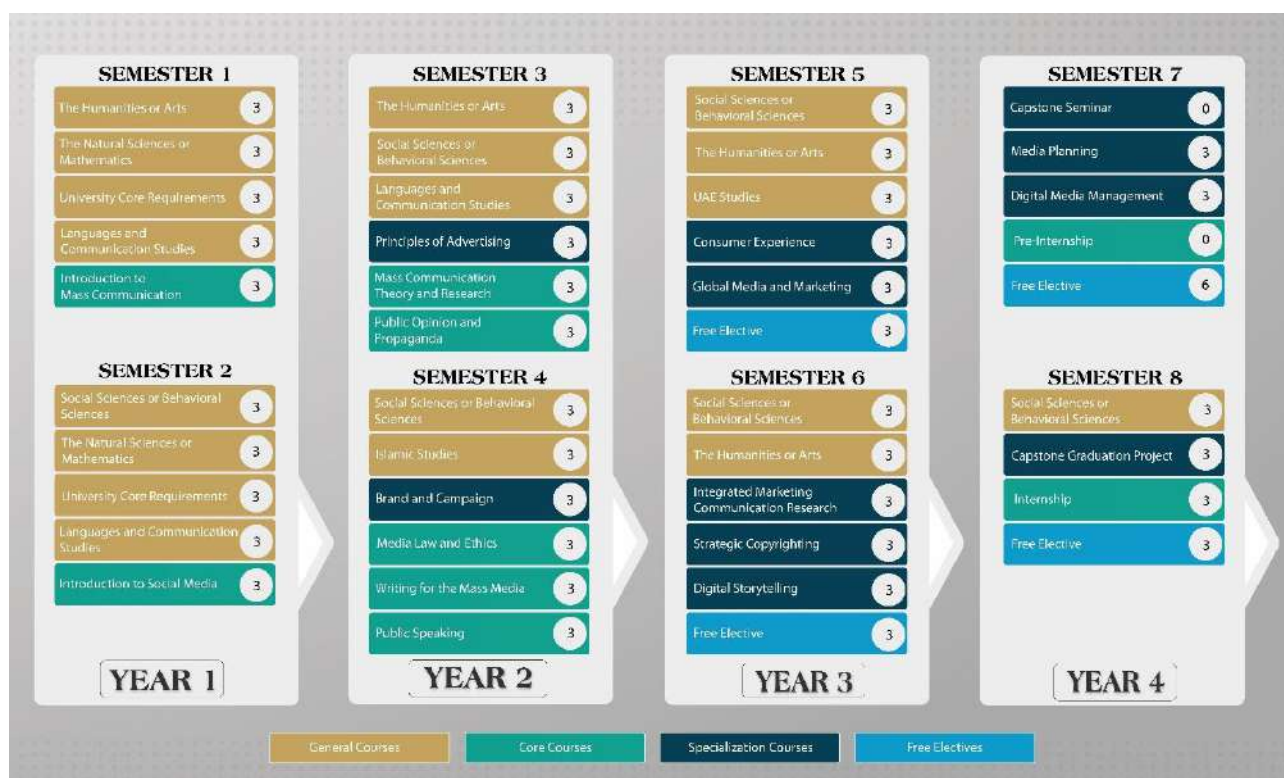 SEMESTER 1
The Humanities or Arts
3
The Natural Sciences or
Mathematics
3
University Core Requirements
3
Languages and
Communication Studies
3
Introduction to
Mass Communication
3
SEMESTER 2
Social Sciences or Behavioral
Sciences
3
The Natural Sciences or
Mathematics
3
University Core Requirements
3
Languages and Communication
Studies
3
Introduction to Social Media
3
YEAR 1
SEMESTER 3
The Humanities or Arts
3
Social Sciences or
Behavioral Sciences
3
Languages and
Communication Studies
3
Principles of Advertising
3
Mass Communication
Theory and Research
3
Public Opinion and
Propaganda
3
SEMESTER 4
Social Sciences or Behavioral
Sciences
3
Islamic Studies
3
Brand and Campaign
3
Media Law and Ethics
3
Writing for the Mass Media
3
Public Speaking
3
YEAR 2
SEMESTER 5
Social Sciences or
Behavioral Sciences
3
The Humanities or Arts
3
UAE Studies
3
Consumer Experience
3
Global Media and Marketing
3
Free Elective
3
SEMESTER 6
Social Sciences or
Behavioral Sciences
3
The Humanities or Arts
3
Integrated Marketing
Communication Research
3
Strategic Copyrighting
3
Digital Storytelling
3
Free Elective
3
YEAR 3
SEMESTER 7
Capstone Seminar
0
Media Planning
3
Digital Media Management
3
Pre-Internship
0
Free Elective
6
SEMESTER 8
Social Sciences or
Behavioral Sciences
3
Capstone Graduation Project
3
Internship
3
Free Elective
3
YEAR 4
General Courses
Core Courses
Specialization Courses
Free Electives